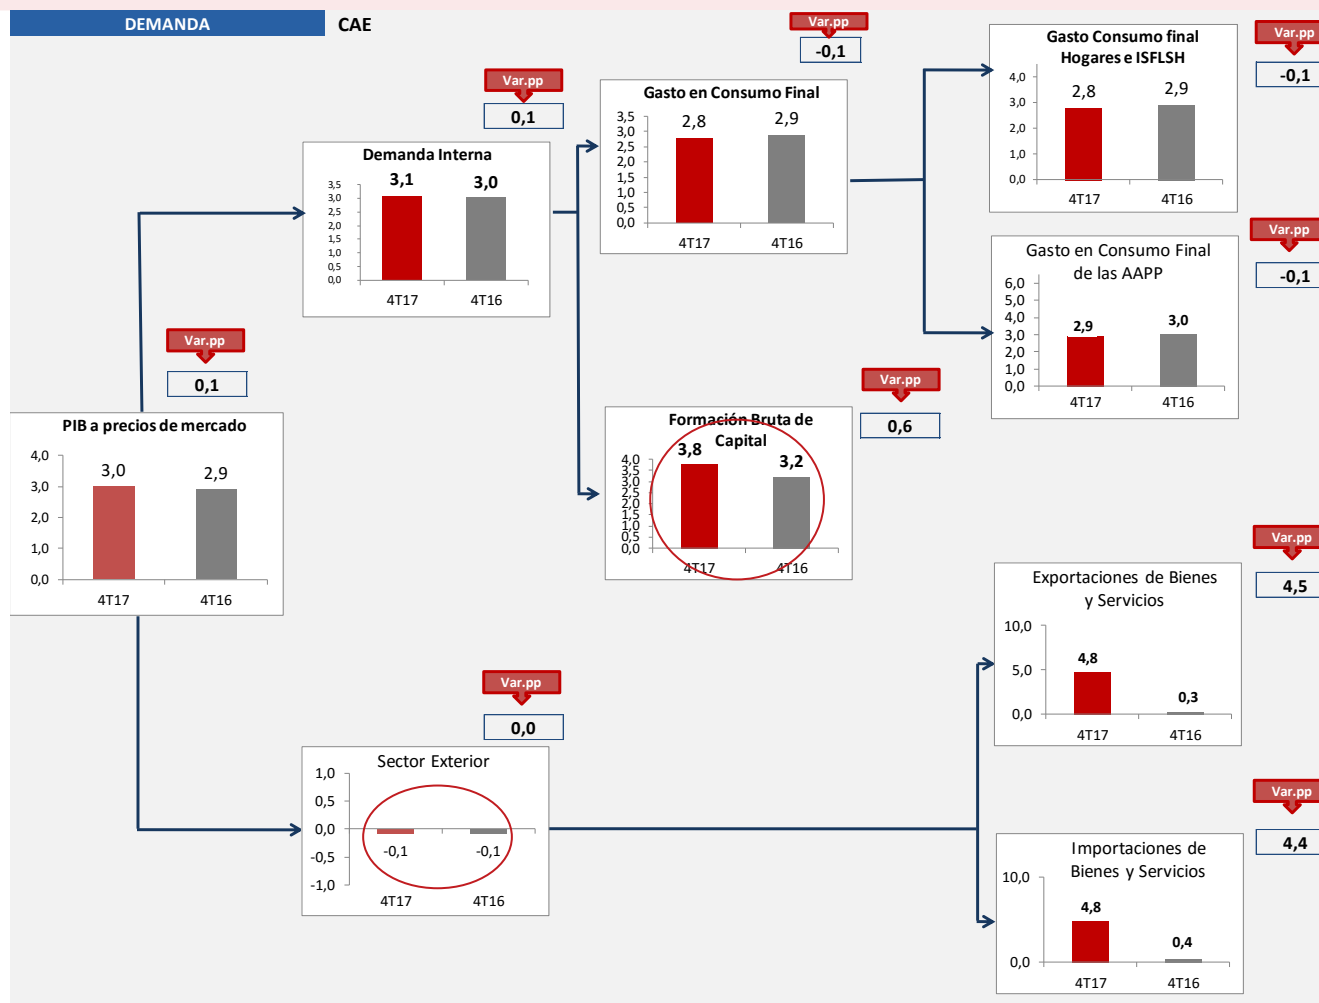 DEMANDA
CAE
Var.pp
0,1
PIB a precios de mercado
4,0
3,0
2,0
1,0
0,0
3,0
2,9
4T17
4T16
Var.pp
0,1
Demanda Interna
3,5
3,0
2,5
2,0
1,5
1,0
0,5
0,0
3,1
3,0
4T17
4T16
Var.pp
-0,1
Gasto en Consumo Final
3,5
3,0
2,5
2,0
1,5
1,0
0,5
0,0
2,8
2,9
4T17
4T16
Var.pp
-0,1
Gasto Consumo final
Hogares e ISFLSH
4,0
3,0
2,0
1,0
0,0
2,8
2,9
4T17
4T16
Var.pp
-0,1
Gasto en Consumo Final
de las AAPP
6,0
5,0
4,0
3,0
2,0
1,0
0,0
2,9
3,0
4T17
4T16
Var.pp
0,6
Formación Bruta de
Capital
4,0
3,5
3,0
2,5
2,0
1,5
1,0
0,5
0,0
3,8
3,2
4T17
4T16
Var.pp
0,0
Sector Exterior
1,0
0,5
0,0
-0,5
-1,0
-0,1
-0,1
4T17
4T16
Var.pp
4,5
Exportaciones de Bienes
y Servicios
10,0
5,0
0,0
4,8
0,3
4T17
4T16
Var.pp
4,4
Importaciones de
Bienes y Servicios
10,0
0,0
4,8
0,4
4T17
4T16